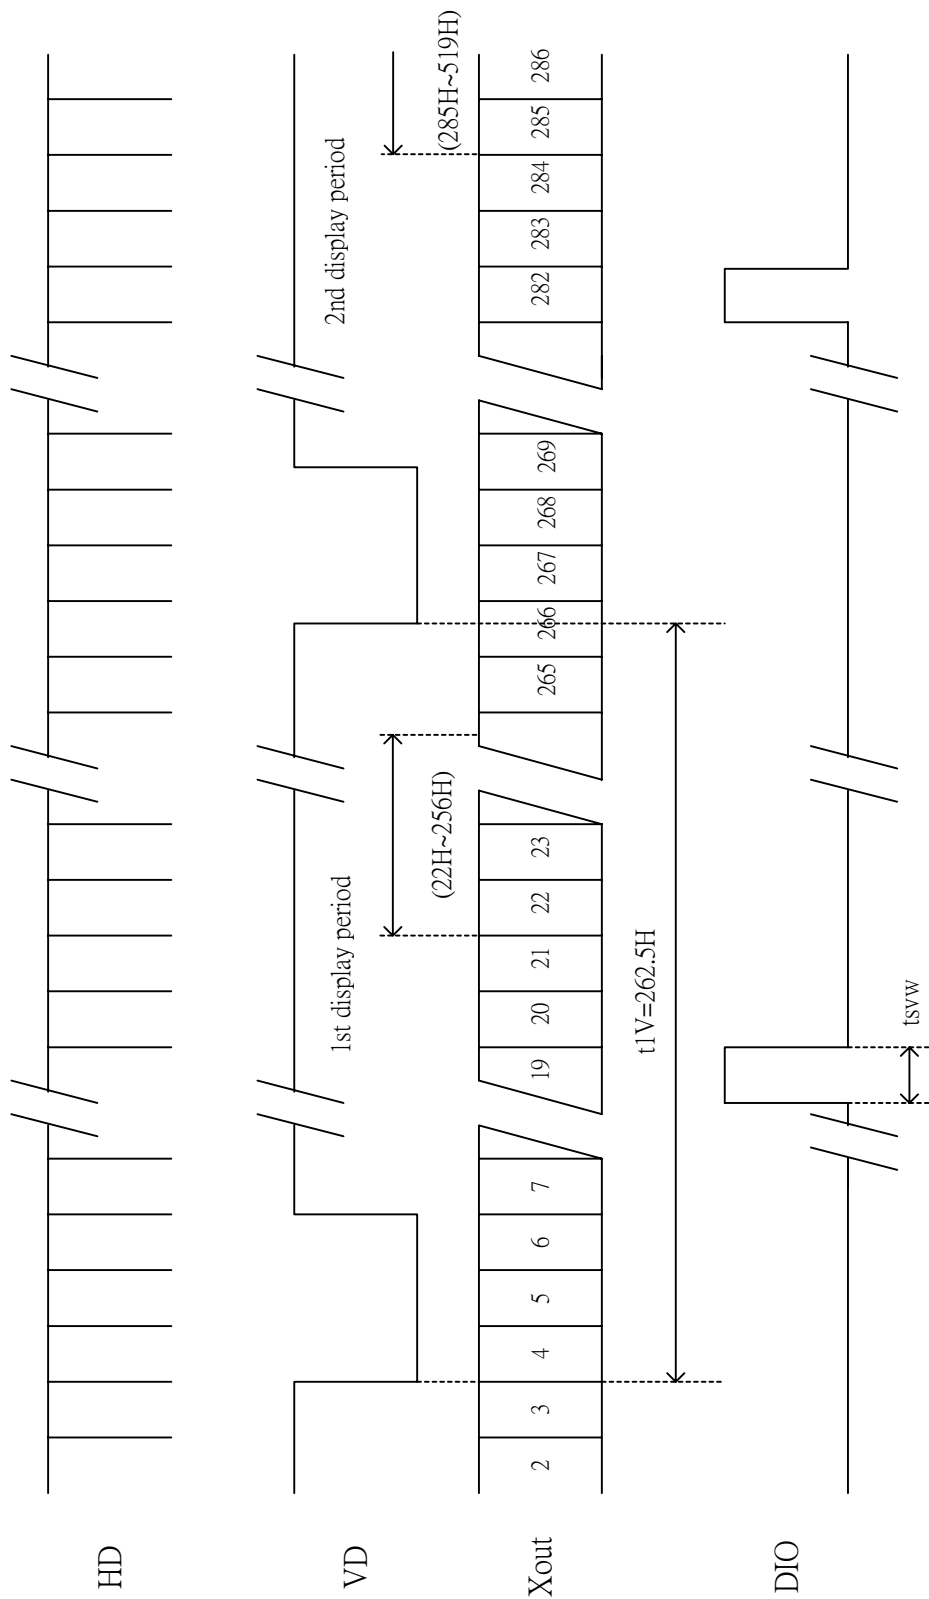 HD
VD
1st display period
2nd display period
(22H~256H)
(285H~519H)
Xout
2 3 4 5 6 7 19 20 21 22 23 265 266 267 268 269 282 283 284 285 286
t1V=262.5H
DIO
tsvw